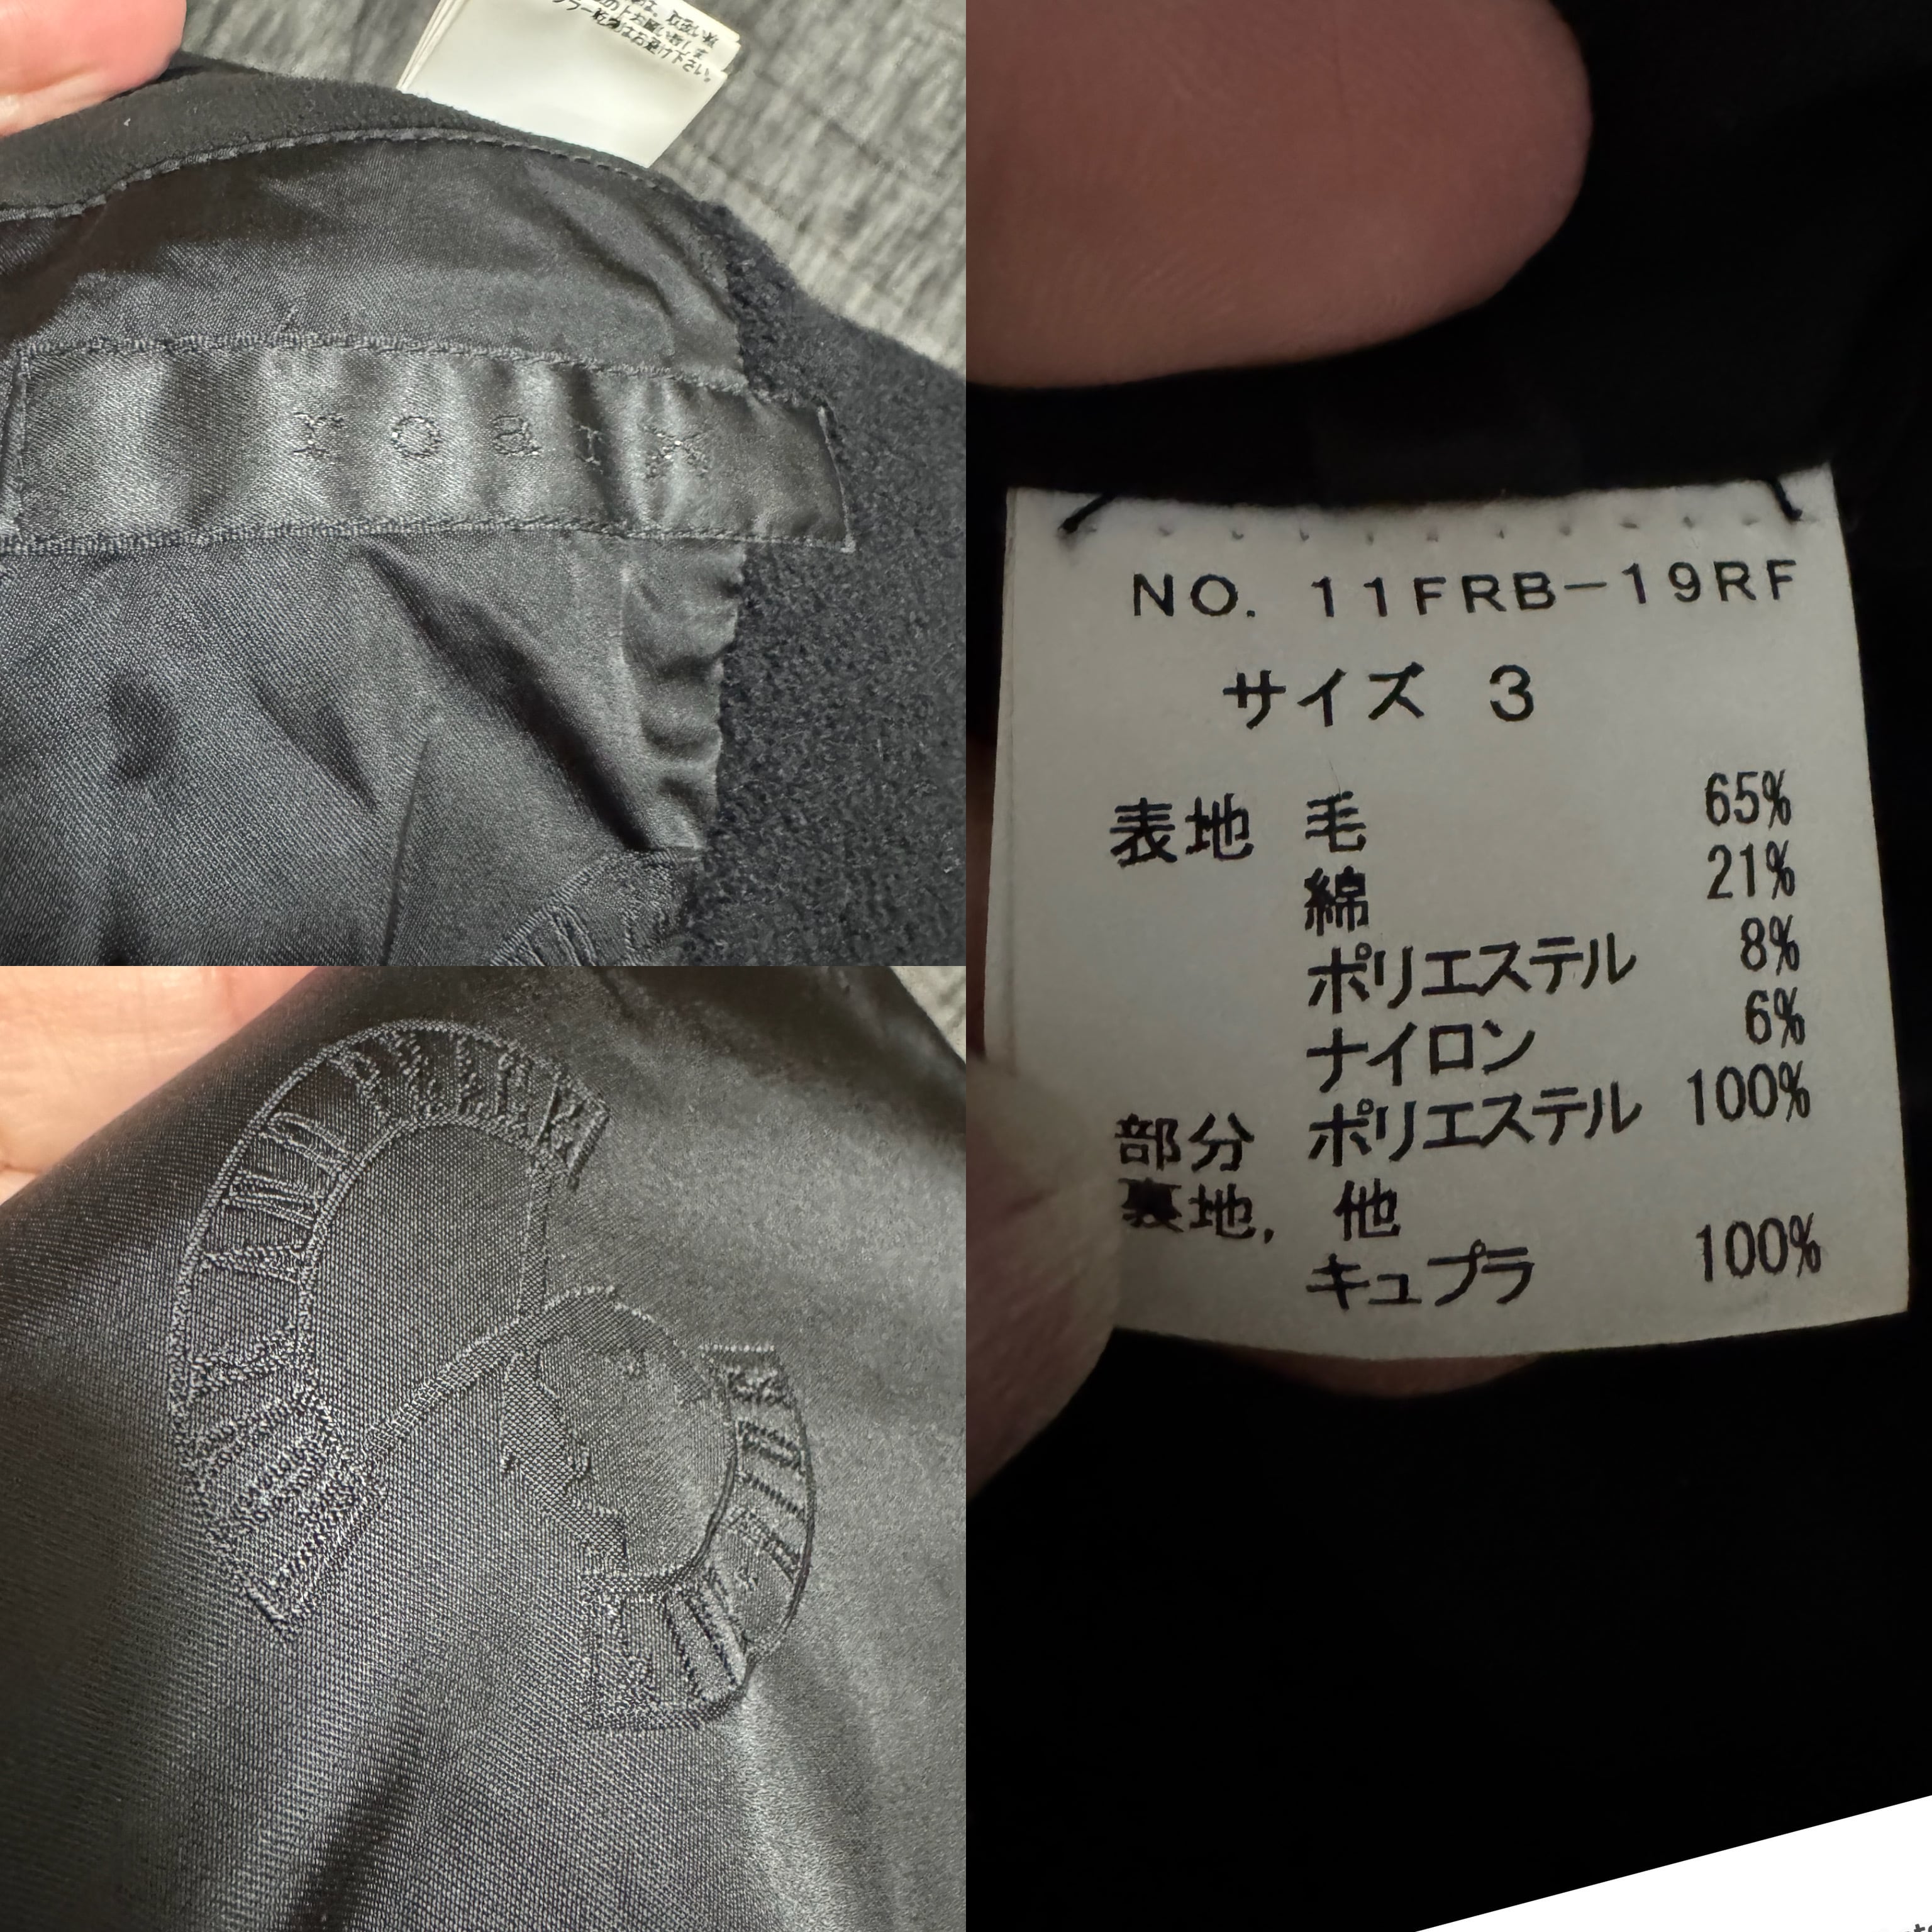 roarX
NO. 11FRB-19RF
サイズ 3
表地 毛 65%
綿 21%
ポリエステル 8%
ナイロン 6%
部分 ポリエステル 100%
裏地, 他
キュプラ 100%